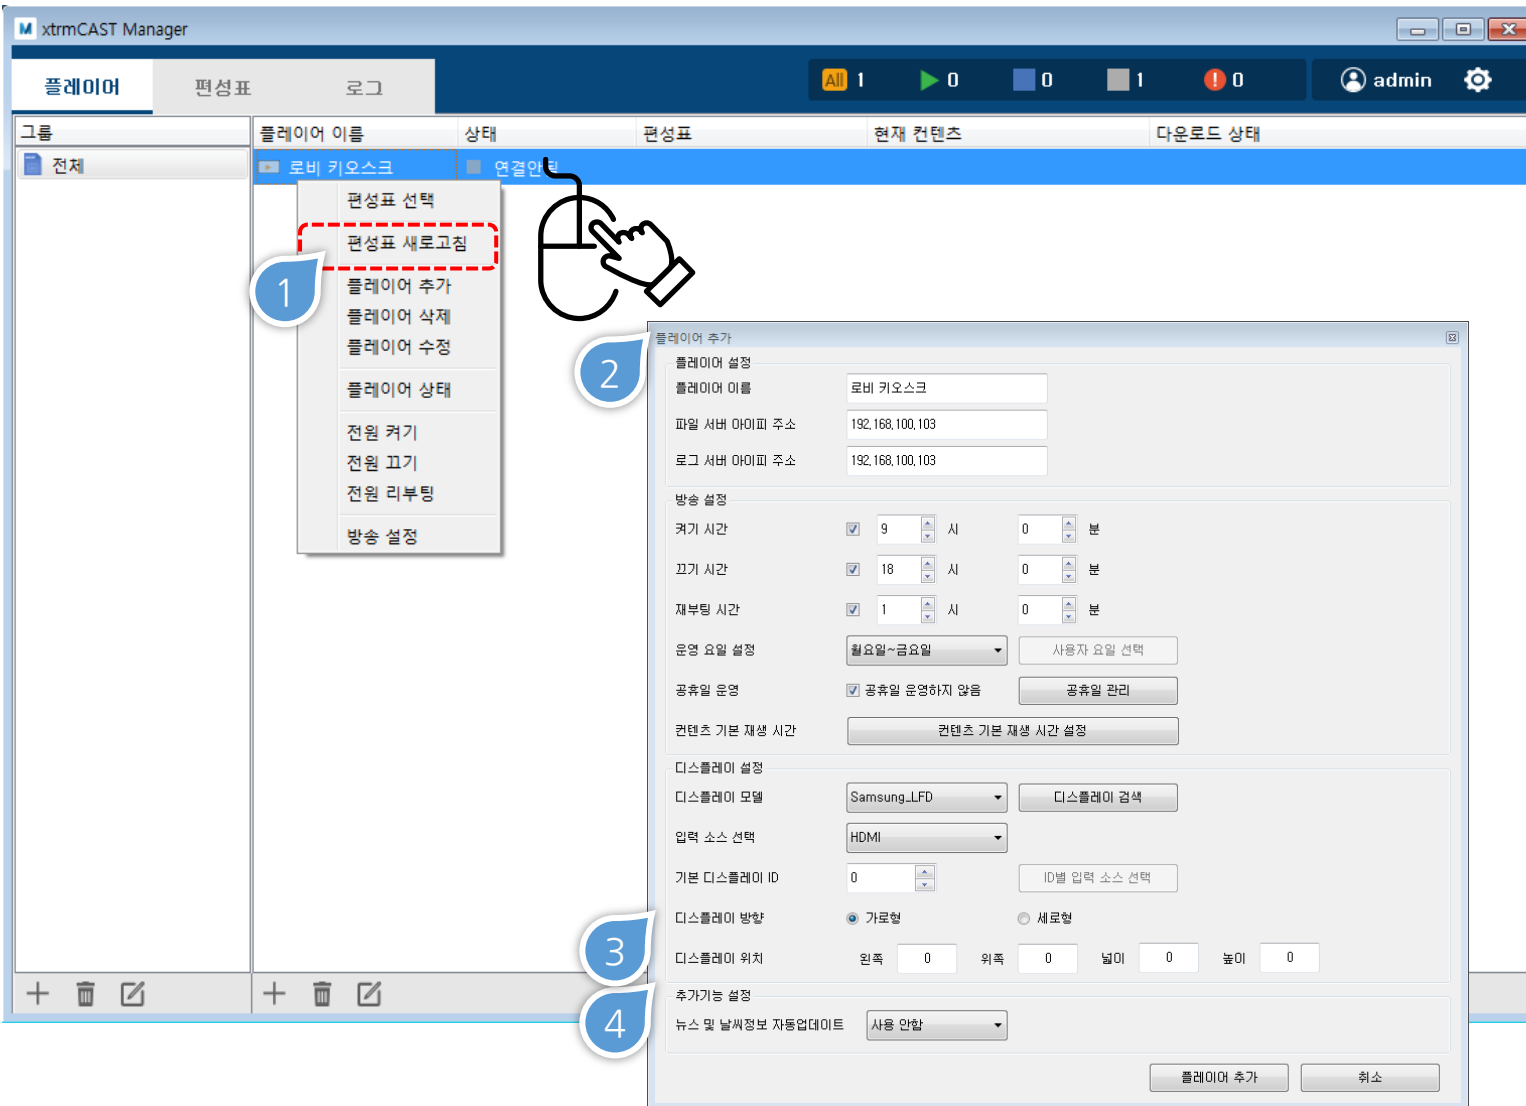 xtrmCAST Manager
플레이어 편성표 로그 All 1 0 0 1 0 admin
그룹 플레이어 이름 상태 편성표 현재 컨텐츠 다운로드 상태
전체 로비 키오스크 연결안됨
편성표 선택
편성표 새로고침
1
플레이어 추가
플레이어 삭제
플레이어 수정
플레이어 상태
전원 켜기
전원 끄기
전원 리부팅
방송 설정
2
플레이어 추가
플레이어 설정
플레이어 이름 로비 키오스크
파일 서버 아이피 주소 192,168,100,103
로그 서버 아이피 주소 192,168,100,103
방송 설정
켜기 시간 9 시 0 분
끄기 시간 18 시 0 분
재부팅 시간 1 시 0 분
운영 요일 설정 월요일~금요일 사용자 요일 선택
공휴일 운영 공휴일 운영하지 않음 공휴일 관리
컨텐츠 기본 재생 시간 컨텐츠 기본 재생 시간 설정
디스플레이 설정
디스플레이 모델 Samsung_LFD 디스플레이 검색
입력 소스 선택 HDMI
기본 디스플레이 ID 0 ID별 입력 소스 선택
디스플레이 방향 가로형 세로형
3
디스플레이 위치 왼쪽 0 위쪽 0 넓이 0 높이 0
4
추가기능 설정
뉴스 및 날씨정보 자동업데이트 사용 안함
플레이어 추가 취소